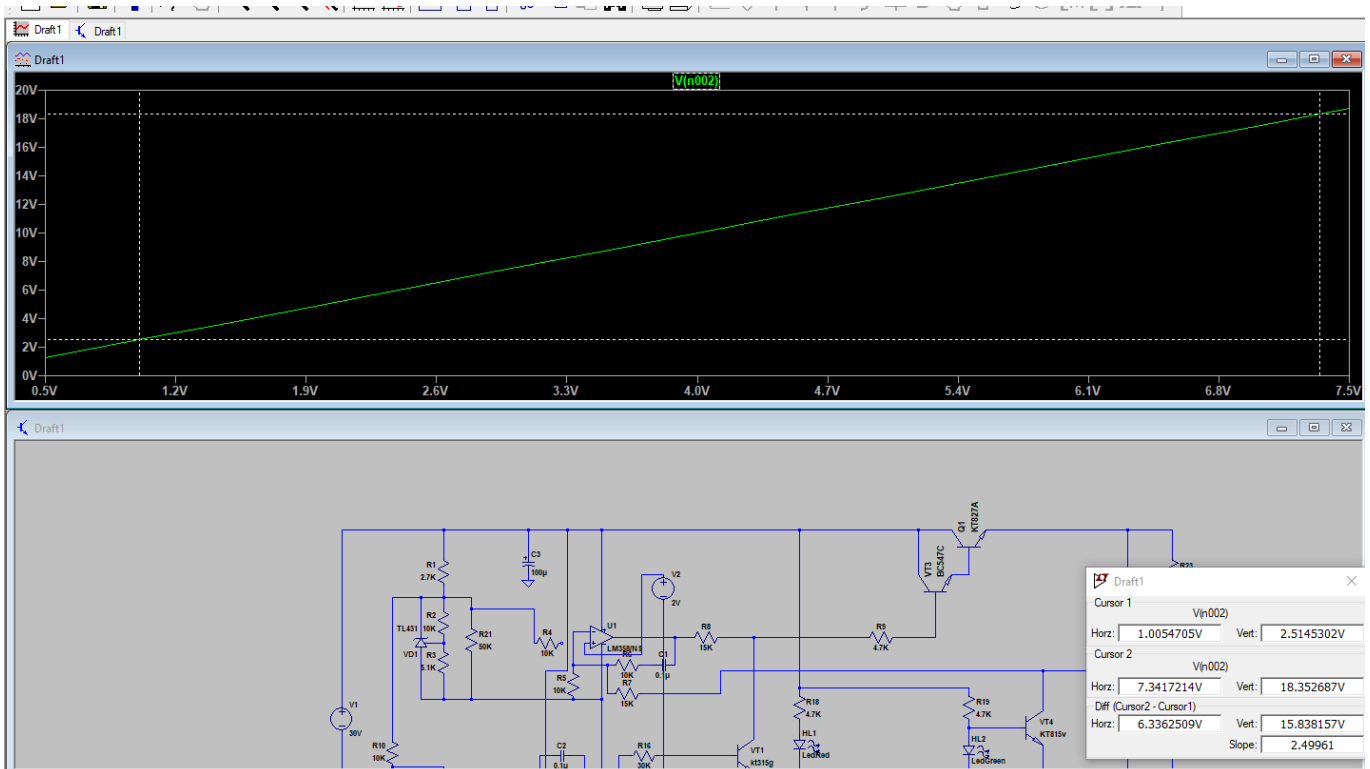 Draft1
Draft1
Draft1
V(n002)
20V
18V
16V
14V
12V
10V
8V
6V
4V
2V
0V
0.5V 1.2V 1.9V 2.6V 3.3V 4.0V 4.7V 5.4V 6.1V 6.8V 7.5V
Draft1
Q1
KT827A
VT3
BC547C
R1
2.7K
C3
100µ
V2
2V
R23
TL431
VD1
R2
10K
R3
5.1K
R21
50K
R4
10K
U1
LM358/NS
R8
15K
R9
4.7K
R6
10K
C1
0.1µ
R5
10K
R7
15K
V1
30V
R10
10K
C2
0.1µ
R16
30K
VT1
kt315g
R18
4.7K
HL1
LedRed
R19
4.7K
HL2
LedGreen
VT4
KT815v
Draft1
Cursor 1
V(n002)
Horz: 1.0054705V Vert: 2.5145302V
Cursor 2
V(n002)
Horz: 7.3417214V Vert: 18.352687V
Diff (Cursor2 - Cursor1)
Horz: 6.3362509V Vert: 15.838157V
Slope: 2.49961